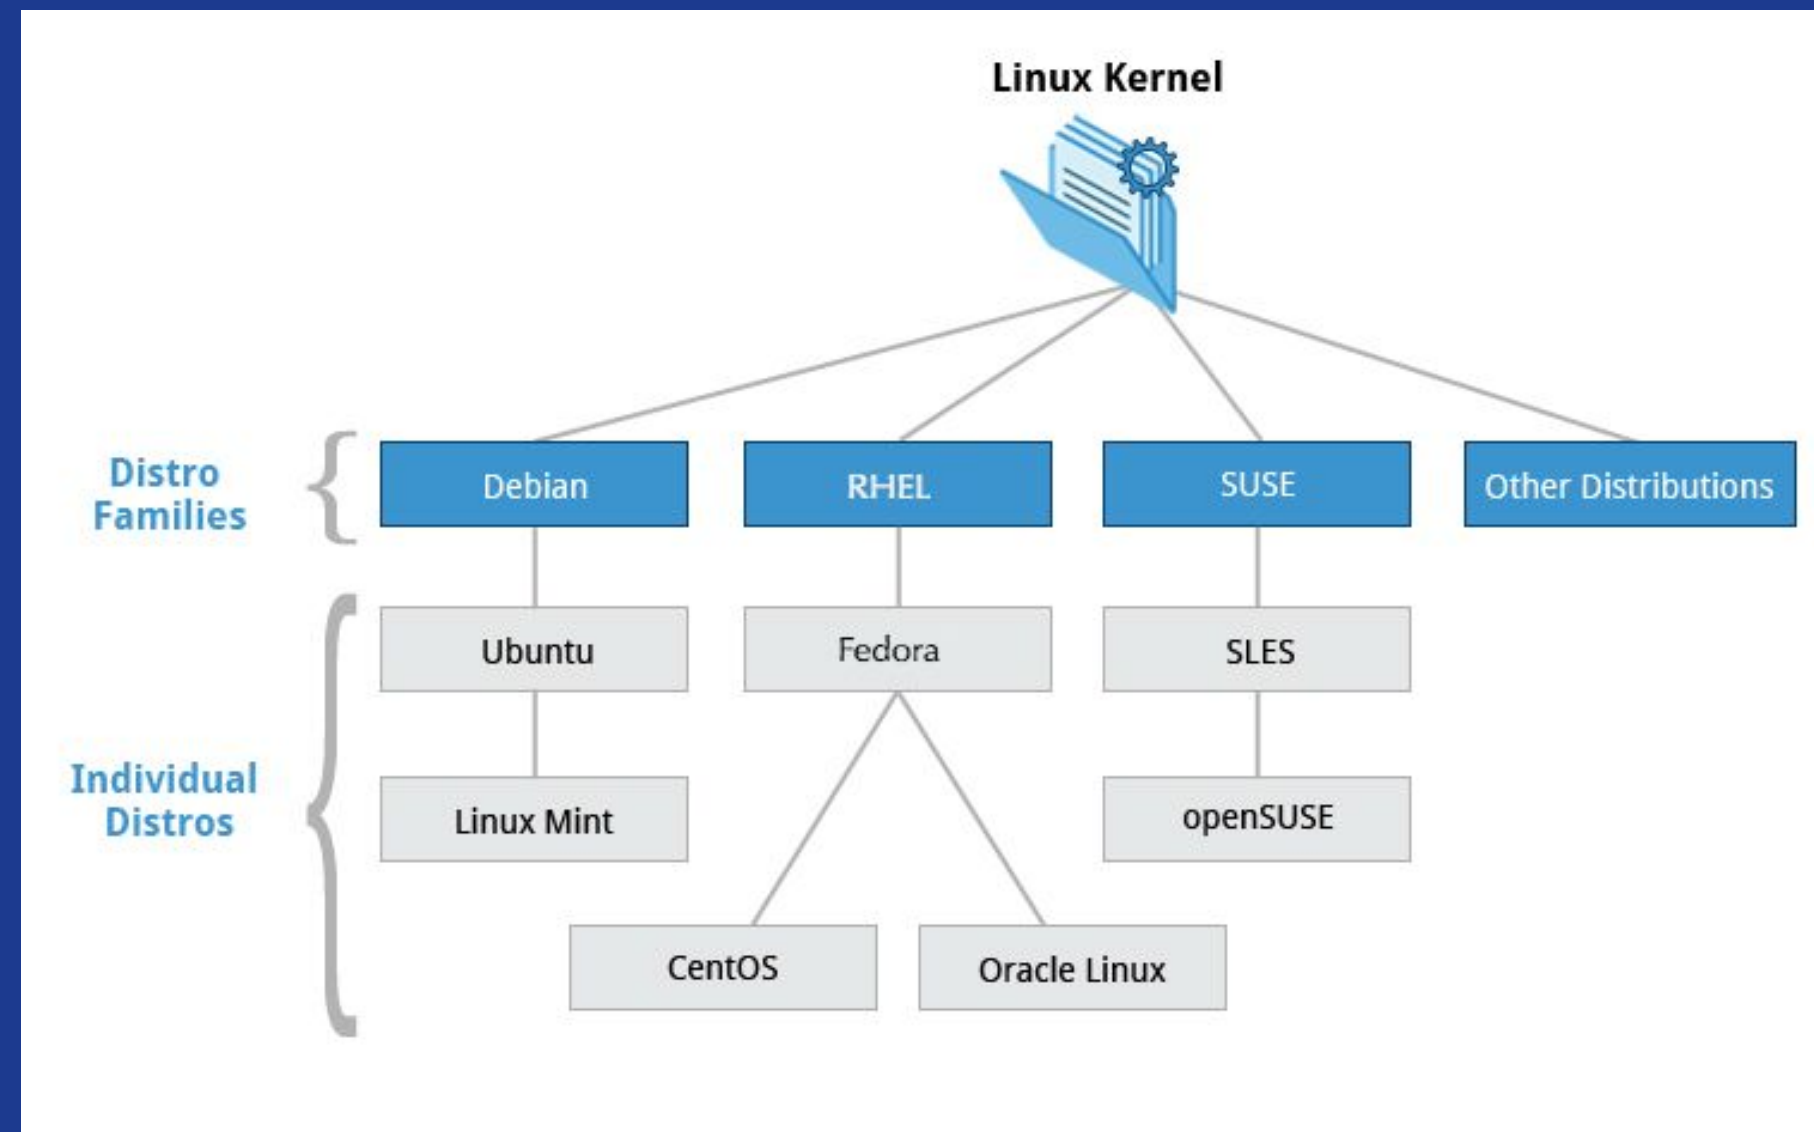 Linux Kernel
Distro
Families
Debian
RHEL
SUSE
Other Distributions
Individual
Distros
Ubuntu
Fedora
SLES
Linux Mint
openSUSE
CentOS
Oracle Linux